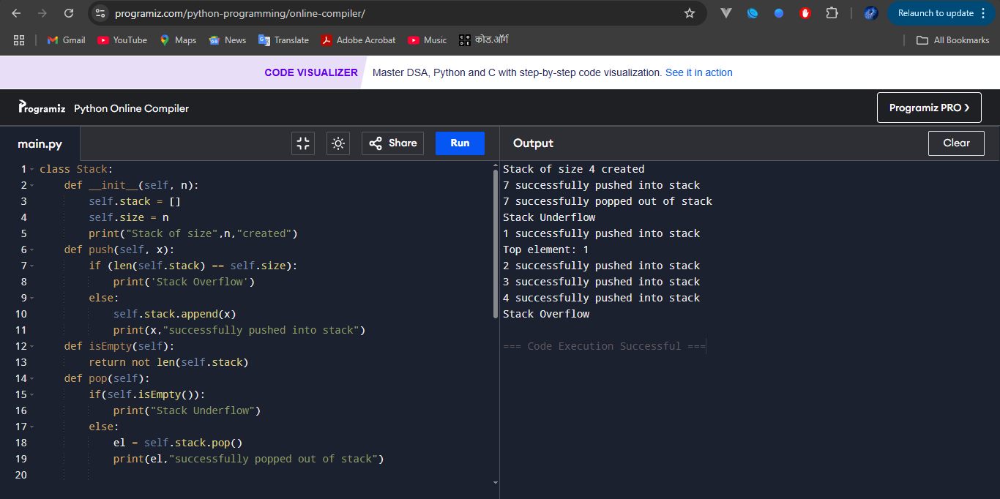 programiz.com/python-programming/online-compiler/
Relaunch to update
Gmail YouTube Maps News Translate Adobe Acrobat Music कोड.ऑर्ग All Bookmarks
CODE VISUALIZER Master DSA, Python and C with step-by-step code visualization. See it in action
Programiz Python Online Compiler Programiz PRO
main.py Share Run Output Clear
1 class Stack:
2     def __init__(self, n):
3         self.stack = []
4         self.size = n
5         print("Stack of size",n,"created")
6     def push(self, x):
7         if (len(self.stack) == self.size):
8             print('Stack Overflow')
9         else:
10             self.stack.append(x)
11             print(x,"successfully pushed into stack")
12     def isEmpty(self):
13         return not len(self.stack)
14     def pop(self):
15         if(self.isEmpty()):
16             print("Stack Underflow")
17         else:
18             el = self.stack.pop()
19             print(el,"successfully popped out of stack")
20
Stack of size 4 created
7 successfully pushed into stack
7 successfully popped out of stack
Stack Underflow
1 successfully pushed into stack
Top element: 1
2 successfully pushed into stack
3 successfully pushed into stack
4 successfully pushed into stack
Stack Overflow
=== Code Execution Successful ===